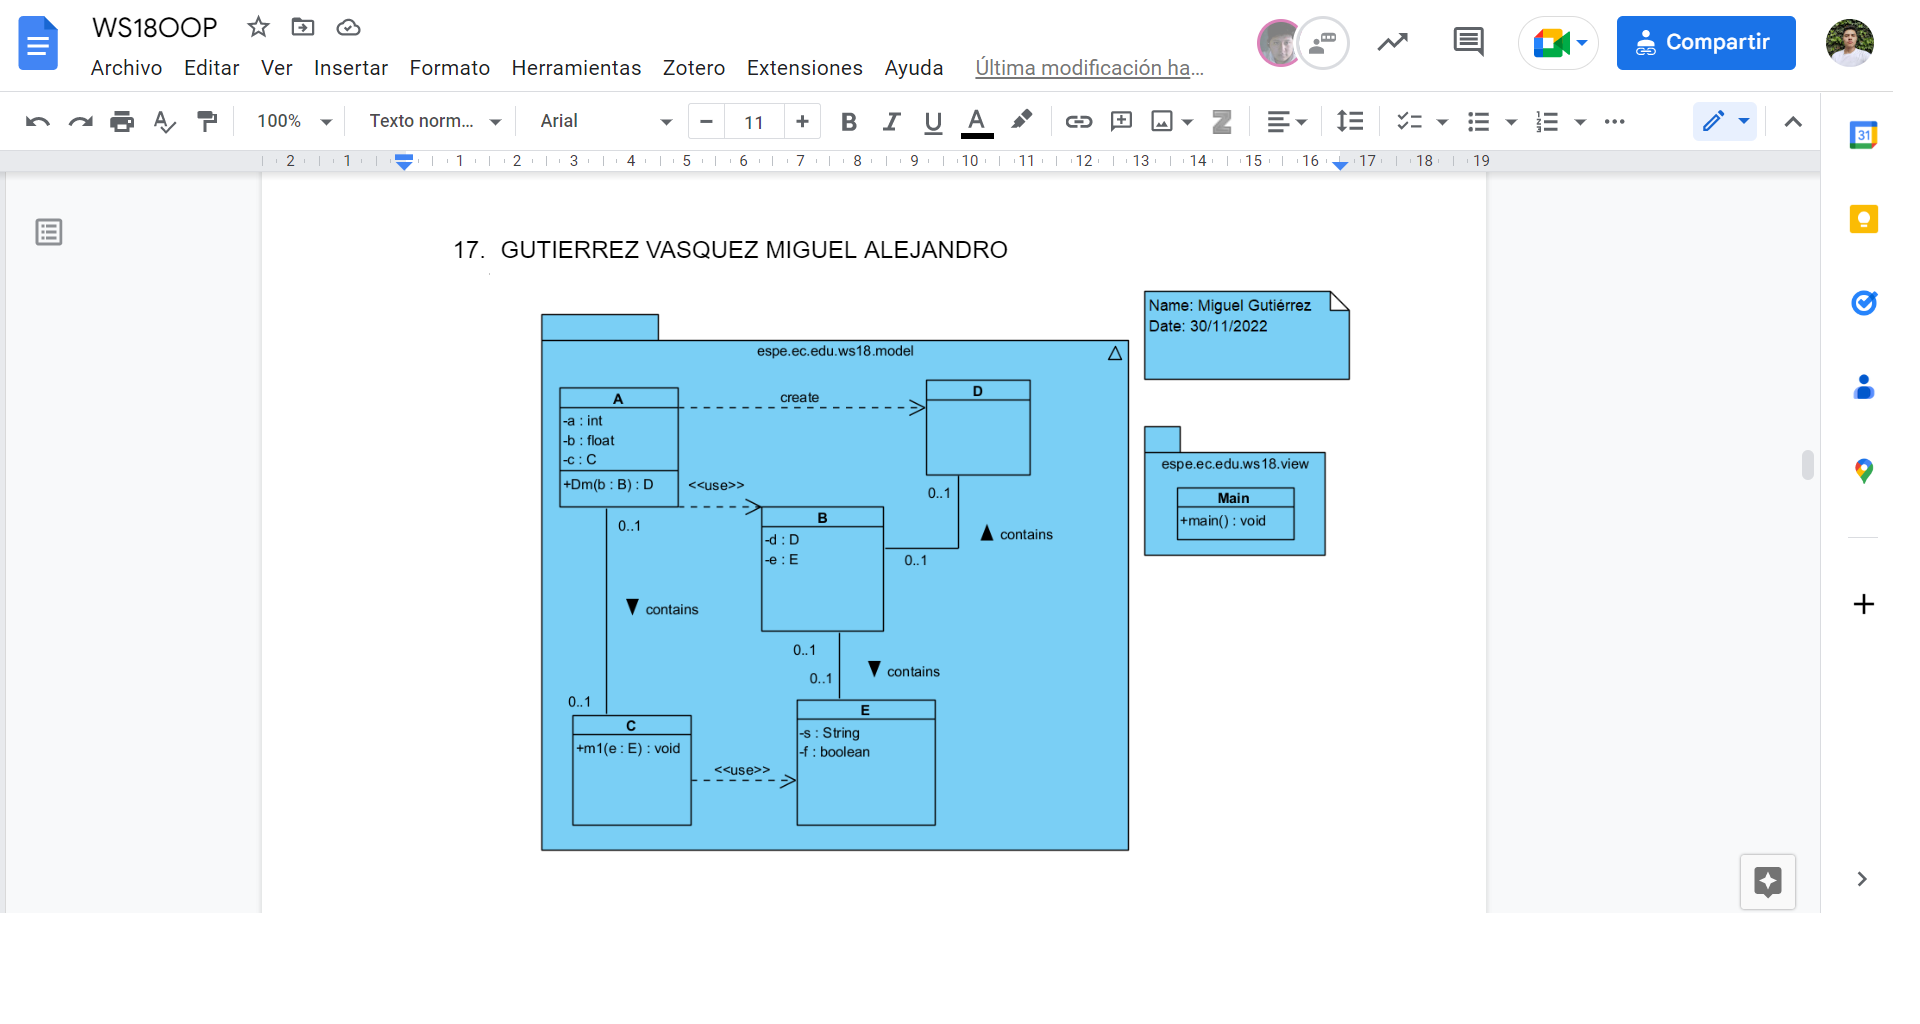 WS18OOP
Archivo Editar Ver Insertar Formato Herramientas Zotero Extensiones Ayuda Última modificación ha...
Compartir
100% Texto norm... Arial 11
2 1 1 2 3 4 5 6 7 8 9 10 11 12 13 14 15 16 17 18 19
31
17. GUTIERREZ VASQUEZ MIGUEL ALEJANDRO
Name: Miguel Gutiérrez
Date: 30/11/2022
espe.ec.edu.ws18.model
A
-a : int
-b : float
-c : C
+Dm(b : B) : D
create
D
<<use>>
0..1
B
-d : D
-e : E
0..1
0..1
contains
contains
0..1
0..1
0..1
contains
0..1
C
+m1(e : E) : void
<<use>>
E
-s : String
-f : boolean
espe.ec.edu.ws18.view
Main
+main() : void